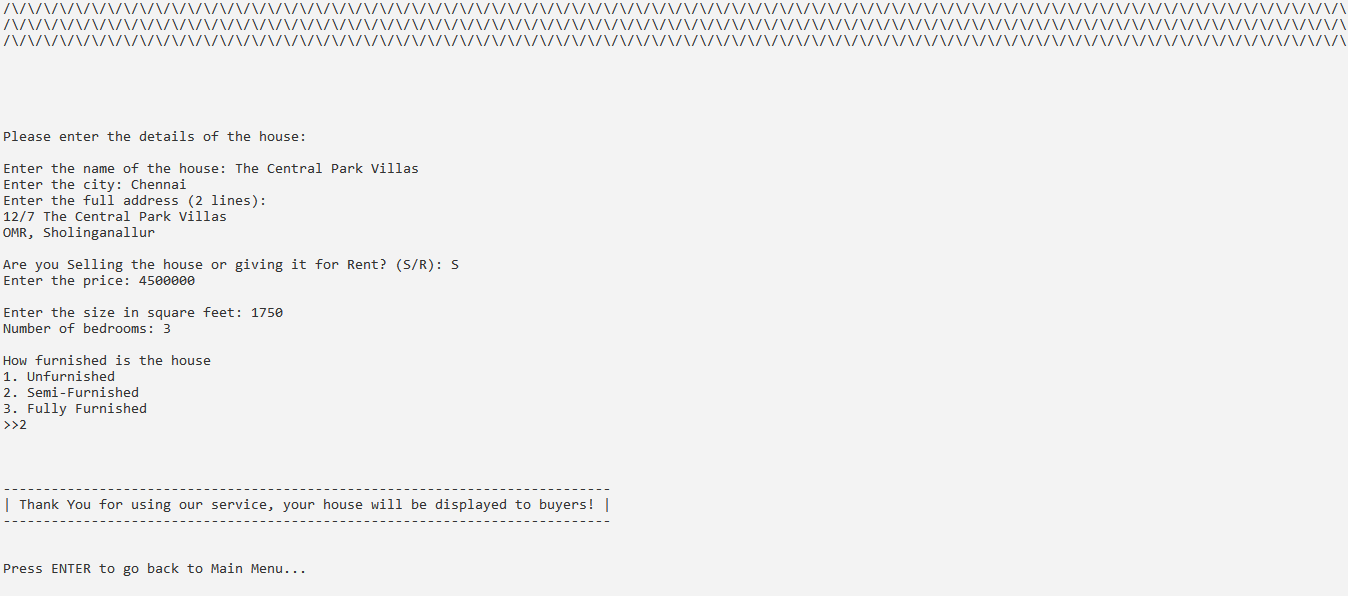 /\/\/\/\/\/\/\/\/\/\/\/\/\/\/\/\/\/\/\/\/\/\/\/\/\/\/\/\/\/\/\/\/\/\/\/\/\/\/\/\/\/\/\/\/\/\/\/\/\/\/\/\/\/\/\/\/\/\/\/\/\/\/\/\/\/\/\/\/\/\/\/\/\/\/\/\/\/\/\/\/\/\/\/\
/\/\/\/\/\/\/\/\/\/\/\/\/\/\/\/\/\/\/\/\/\/\/\/\/\/\/\/\/\/\/\/\/\/\/\/\/\/\/\/\/\/\/\/\/\/\/\/\/\/\/\/\/\/\/\/\/\/\/\/\/\/\/\/\/\/\/\/\/\/\/\/\/\/\/\/\/\/\/\/\/\/\/\/\
/\/\/\/\/\/\/\/\/\/\/\/\/\/\/\/\/\/\/\/\/\/\/\/\/\/\/\/\/\/\/\/\/\/\/\/\/\/\/\/\/\/\/\/\/\/\/\/\/\/\/\/\/\/\/\/\/\/\/\/\/\/\/\/\/\/\/\/\/\/\/\/\/\/\/\/\/\/\/\/\/\/\/\/\
Please enter the details of the house:
Enter the name of the house: The Central Park Villas
Enter the city: Chennai
Enter the full address (2 lines):
12/7 The Central Park Villas
OMR, Sholinganallur
Are you Selling the house or giving it for Rent? (S/R): S
Enter the price: 4500000
Enter the size in square feet: 1750
Number of bedrooms: 3
How furnished is the house
1. Unfurnished
2. Semi-Furnished
3. Fully Furnished
>>2
----------------------------------------------------------------------------
| Thank You for using our service, your house will be displayed to buyers! |
----------------------------------------------------------------------------
Press ENTER to go back to Main Menu...